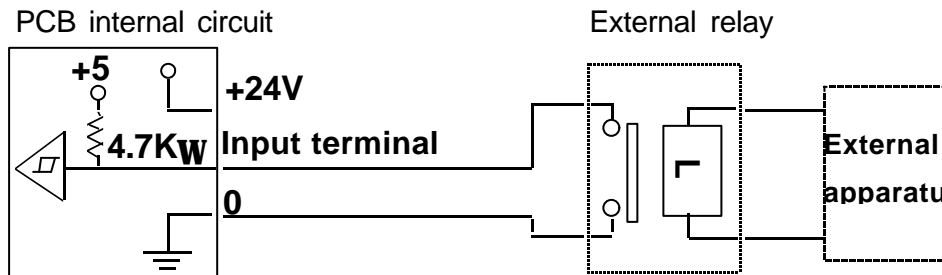 PCB internal circuit
External relay
+5
+24V
4.7KW
Input terminal
0
L
External
apparatu